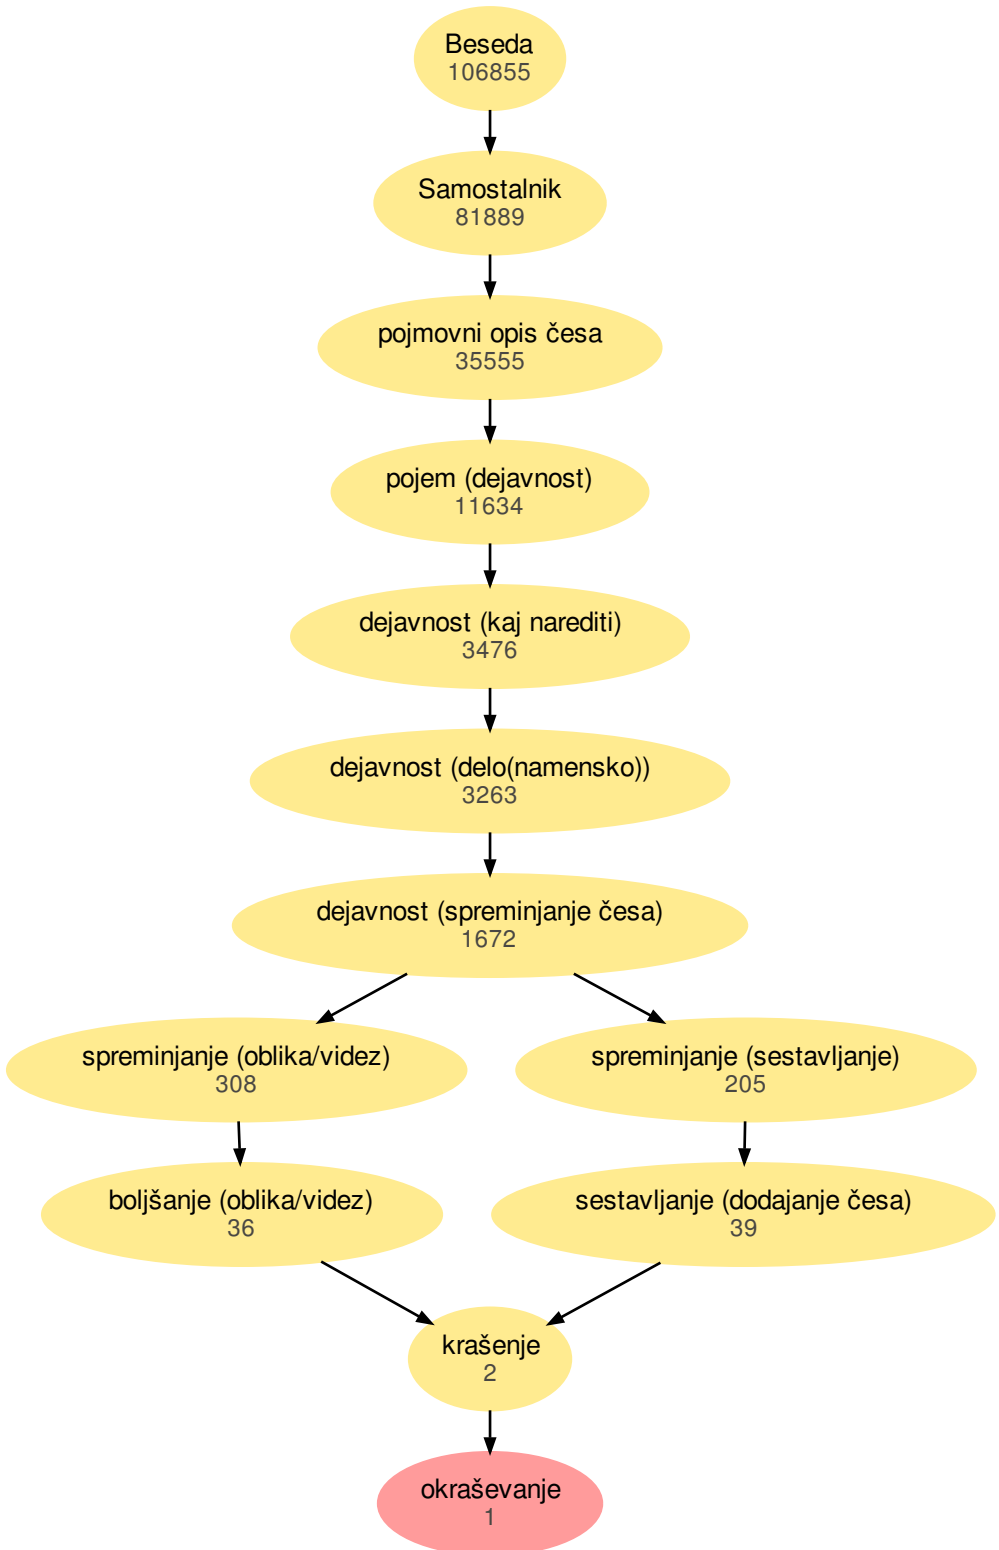 Beseda
106855
Samostalnik
81889
pojmovni opis česa
35555
pojem (dejavnost)
11634
dejavnost (kaj narediti)
3476
dejavnost (delo(namensko))
3263
dejavnost (spreminjanje česa)
1672
spreminjanje (oblika/videz)
308
spreminjanje (sestavljanje)
205
boljšanje (oblika/videz)
36
sestavljanje (dodajanje česa)
39
krašenje
2
okraševanje
1